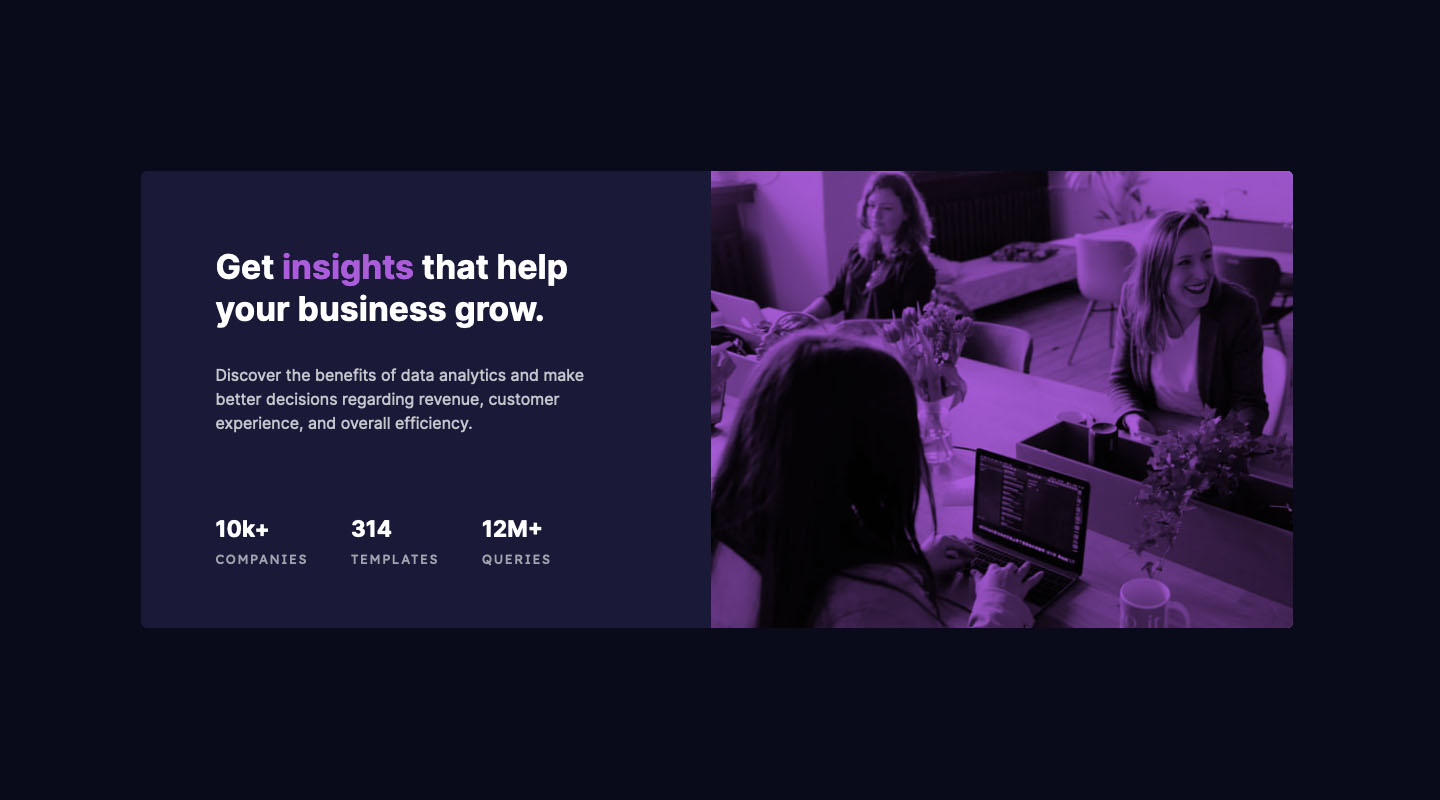 Get insights that help
your business grow.
Discover the benefits of data analytics and make
better decisions regarding revenue, customer
experience, and overall efficiency.
10k+ 314 12M+
COMPANIES TEMPLATES QUERIES